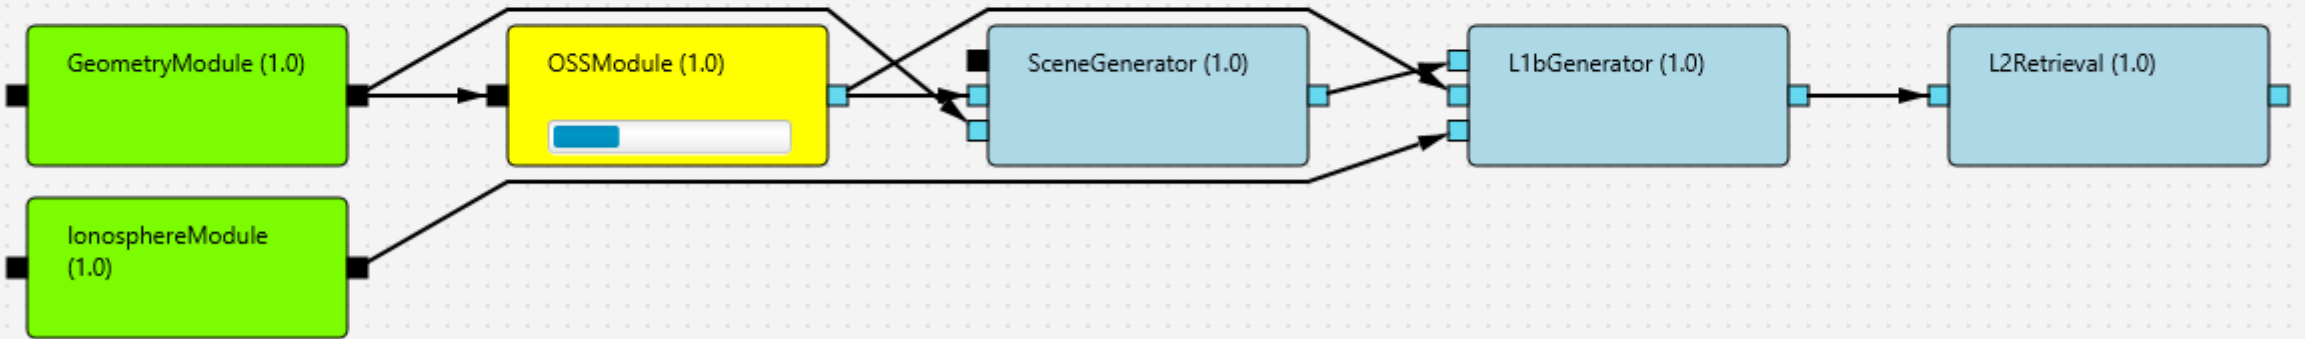 GeometryModule (1.0)
OSSModule (1.0)
SceneGenerator (1.0)
L1bGenerator (1.0)
L2Retrieval (1.0)
IonosphereModule
(1.0)